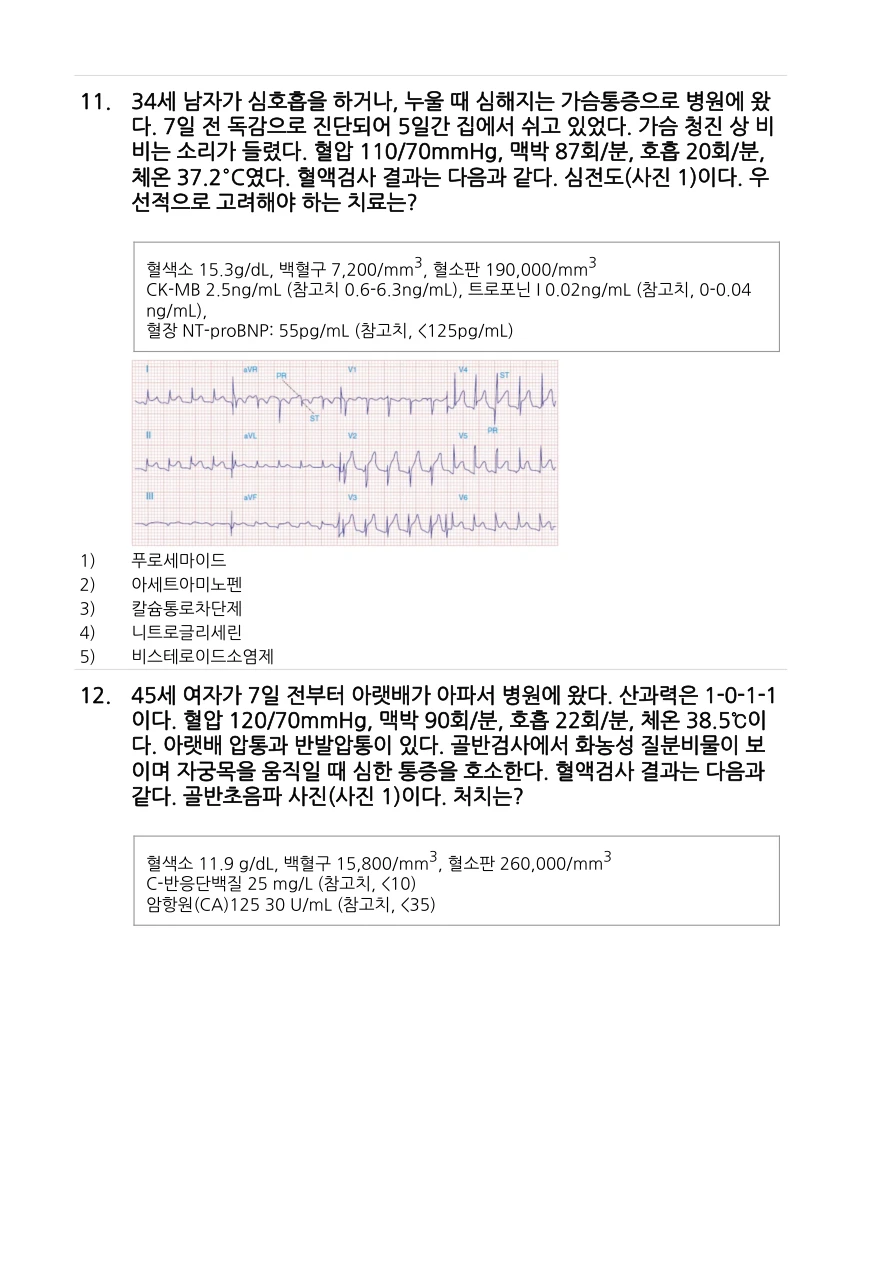 11. 34세 남자가 심호흡을 하거나, 누울 때 심해지는 가슴통증으로 병원에 왔
다. 7일 전 독감으로 진단되어 5일간 집에서 쉬고 있었다. 가슴 청진 상 비
비는 소리가 들렸다. 혈압 110/70mmHg, 맥박 87회/분, 호흡 20회/분,
체온 37.2°C였다. 혈액검사 결과는 다음과 같다. 심전도(사진 1)이다. 우
선적으로 고려해야 하는 치료는?
혈색소 15.3g/dL, 백혈구 7,200/mm³, 혈소판 190,000/mm³
CK-MB 2.5ng/mL (참고치 0.6-6.3ng/mL), 트로포닌 I 0.02ng/mL (참고치, 0-0.04
ng/mL),
혈장 NT-proBNP: 55pg/mL (참고치, <125pg/mL)
I aVR PR V1 V4 ST
ST
II aVL V2 V5 PR
III aVF V3 V6
1) 푸로세마이드
2) 아세트아미노펜
3) 칼슘통로차단제
4) 니트로글리세린
5) 비스테로이드소염제
12. 45세 여자가 7일 전부터 아랫배가 아파서 병원에 왔다. 산과력은 1-0-1-1
이다. 혈압 120/70mmHg, 맥박 90회/분, 호흡 22회/분, 체온 38.5℃이
다. 아랫배 압통과 반발압통이 있다. 골반검사에서 화농성 질분비물이 보
이며 자궁목을 움직일 때 심한 통증을 호소한다. 혈액검사 결과는 다음과
같다. 골반초음파 사진(사진 1)이다. 처치는?
혈색소 11.9 g/dL, 백혈구 15,800/mm³, 혈소판 260,000/mm³
C-반응단백질 25 mg/L (참고치, <10)
암항원(CA)125 30 U/mL (참고치, <35)